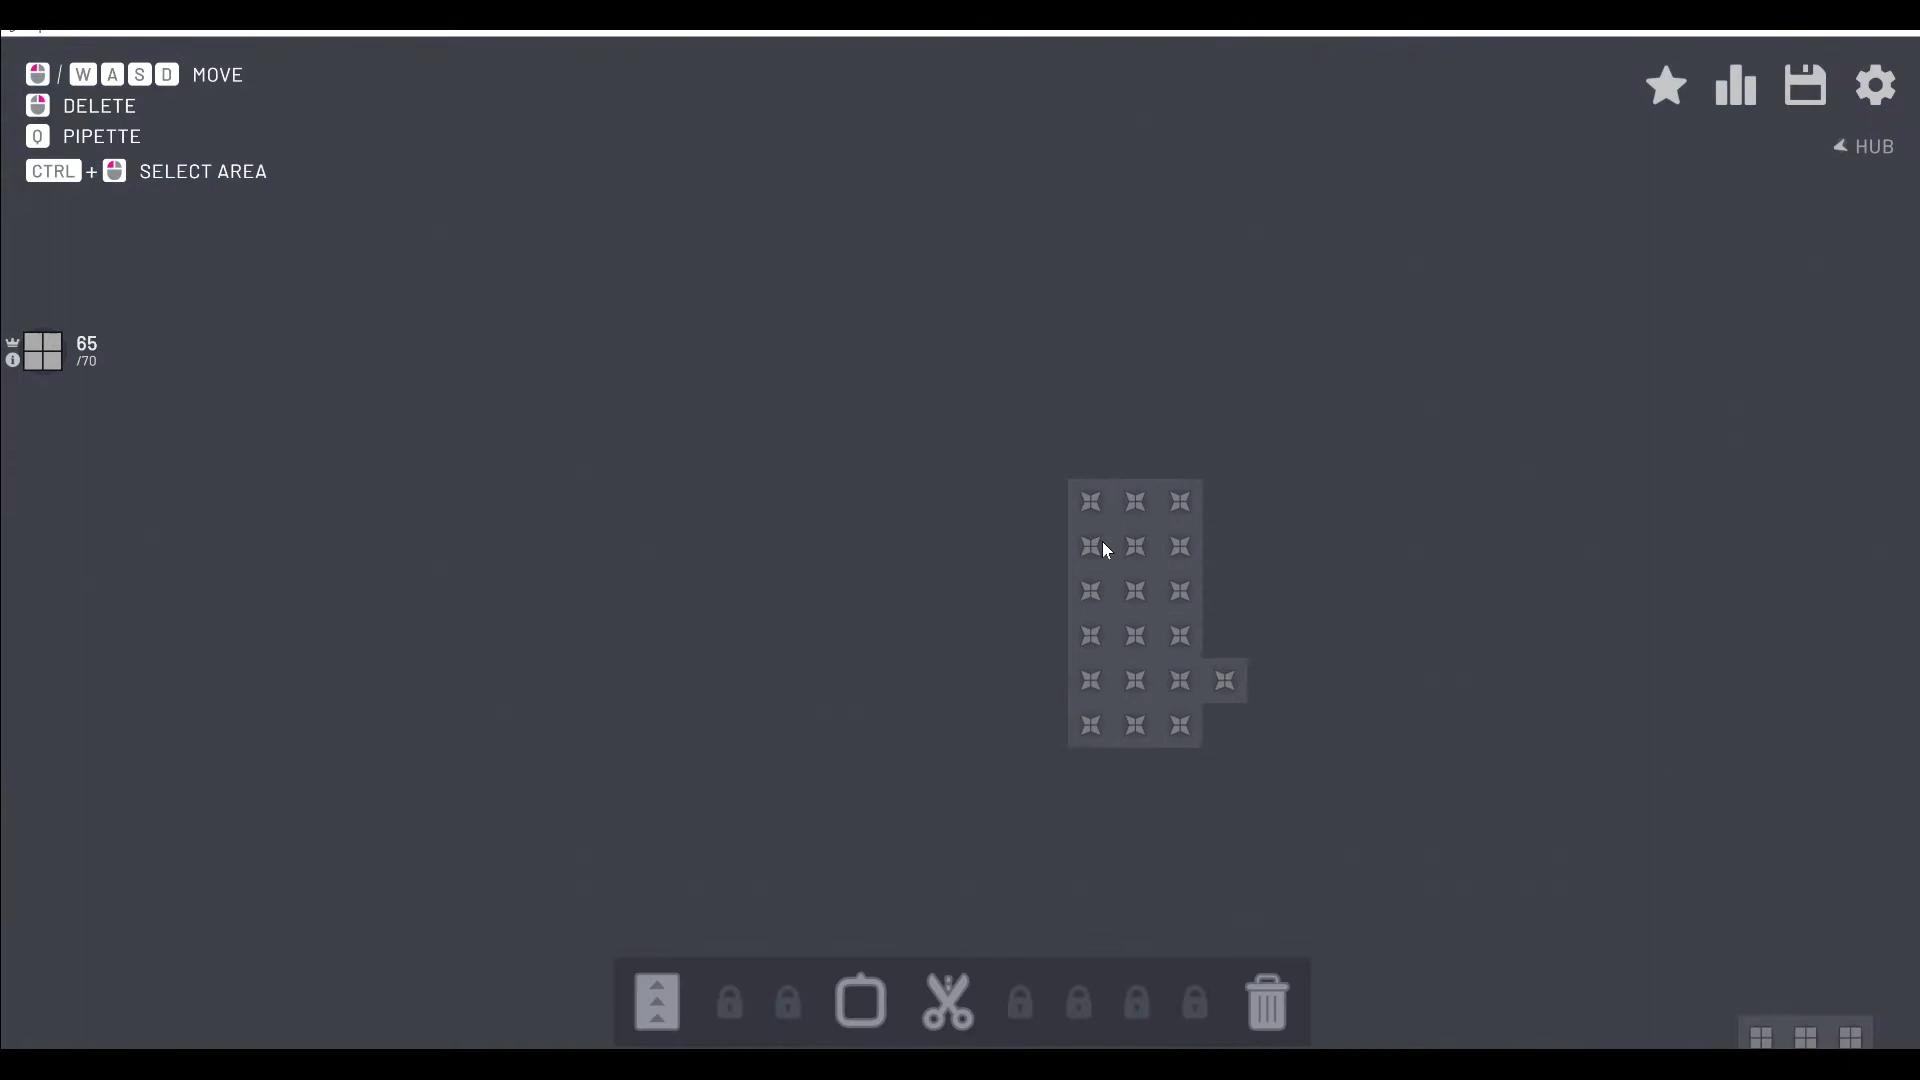 / W A S D MOVE
DELETE
Q PIPETTE
CTRL + SELECT AREA
HUB
65
/70